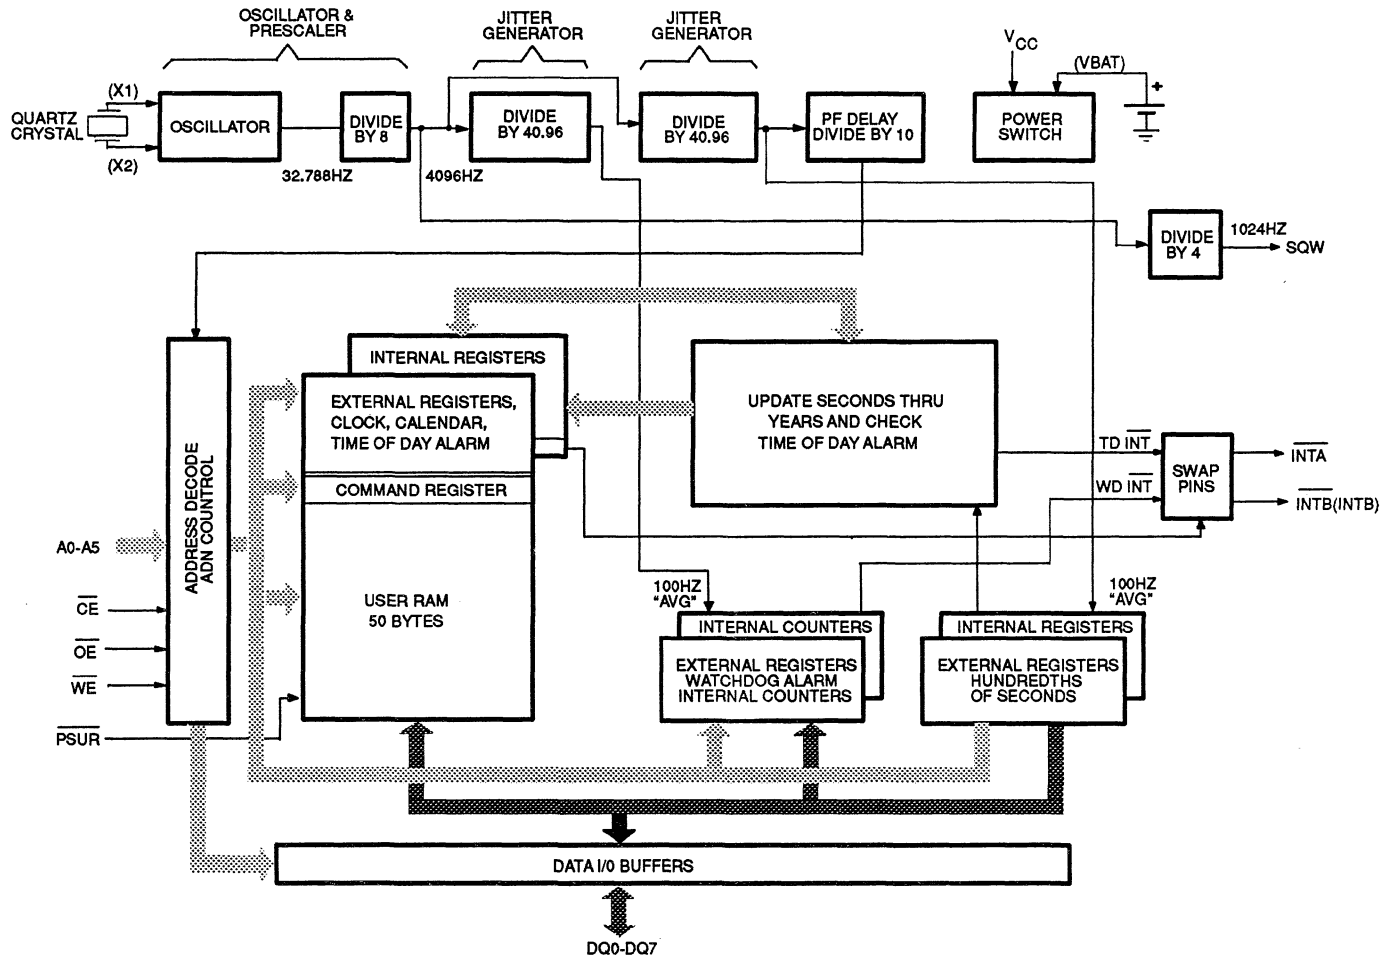 OSCILLATOR &
PRESCALER
JITTER
GENERATOR
JITTER
GENERATOR
VCC
(VBAT)
+
(X1)
QUARTZ
CRYSTAL
(X2)
OSCILLATOR
DIVIDE
BY 8
DIVIDE
BY 40.96
DIVIDE
BY 40.96
PF DELAY
DIVIDE BY 10
POWER
SWITCH
32.788HZ
4096HZ
DIVIDE
BY 4
1024HZ
SQW
INTERNAL REGISTERS
EXTERNAL REGISTERS,
CLOCK, CALENDAR,
TIME OF DAY ALARM
COMMAND REGISTER
USER RAM
50 BYTES
UPDATE SECONDS THRU
YEARS AND CHECK
TIME OF DAY ALARM
TD INT
WD INT
SWAP
PINS
INTA
INTB(INTB)
ADDRESS DECODE
ADN COUNTROL
A0-A5
CE
OE
WE
PSUR
100HZ
"AVG"
INTERNAL COUNTERS
EXTERNAL REGISTERS
WATCHDOG ALARM
INTERNAL COUNTERS
100HZ
"AVG"
INTERNAL REGISTERS
EXTERNAL REGISTERS
HUNDREDTHS
OF SECONDS
DATA I/0 BUFFERS
DQ0-DQ7